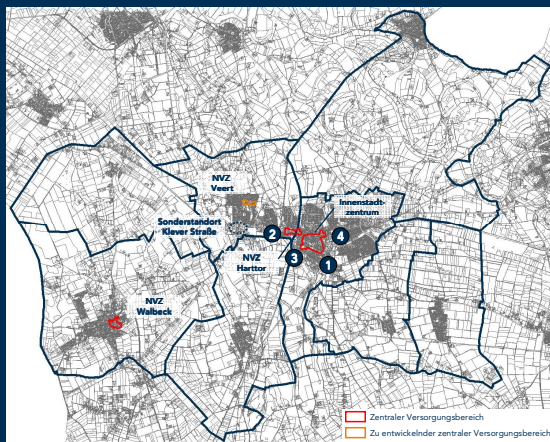 NVZ
Veert
Innenstadt-
zentrum
Sonderstandort
Klever Straße
2
4
NVZ
Harttor
3
1
NVZ
Walbeck
Zentraler Versorgungsbereich
Zu entwickelnder zentraler Versorgungsbereich